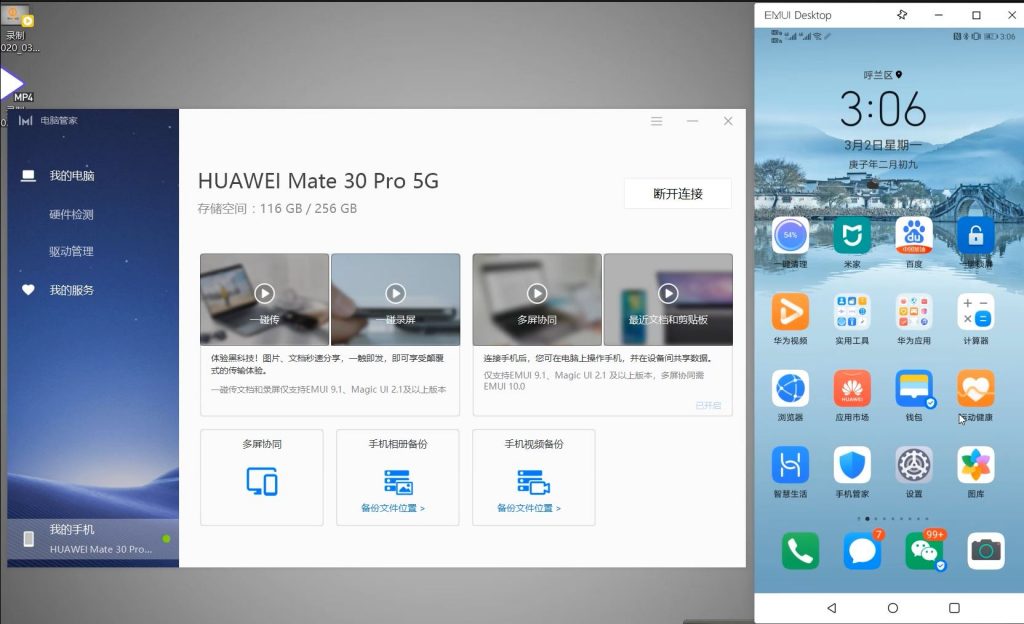 录制
020_03...
MP4
电脑管家
我的电脑
硬件检测
驱动管理
我的服务
我的手机
HUAWEI Mate 30 Pro...
HUAWEI Mate 30 Pro 5G
存储空间：116 GB / 256 GB
断开连接
一碰传
一碰录屏
多屏协同
最近文档和剪贴板
体验黑科技！图片、文档秒速分享，一触即发，即可享受颠覆
式的传输体验。
一碰传文档和录屏仅支持EMUI 9.1、Magic UI 2.1及以上版本
连接手机后，您可在电脑上操作手机，并在设备间共享数据。
仅支持EMUI 9.1、Magic UI 2.1 及以上版本，多屏协同需
EMUI 10.0
已开启
多屏协同
手机相册备份
备份文件位置 >
手机视频备份
备份文件位置 >
EMUI Desktop
3:06
呼兰区
3:06
3月2日星期一
庚子年二月初九
54%
du
一键清理
米家
百度
华为视频
实用工具
华为应用
计算器
HUAWEI
浏览器
应用市场
钱包
运动健康
智慧生活
手机管家
设置
图库
7
99+